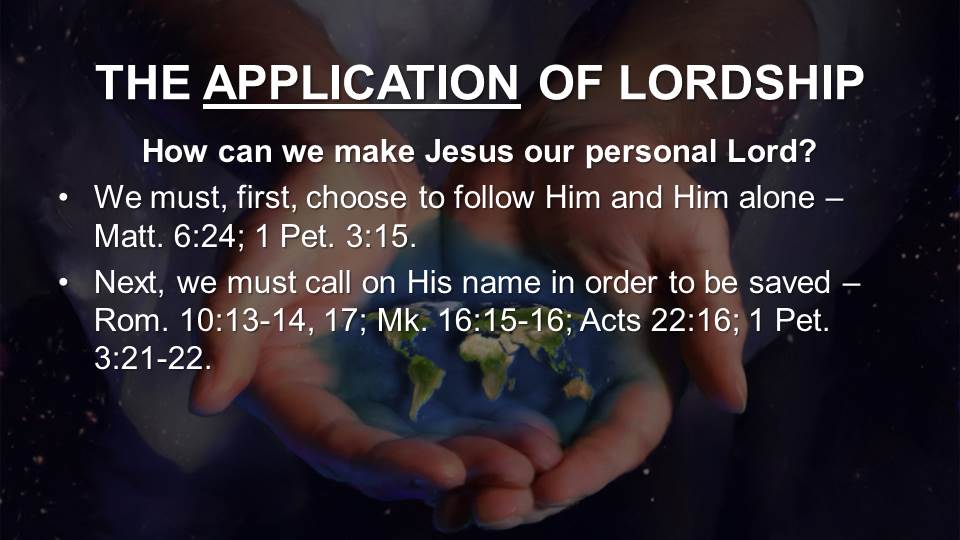 THE APPLICATION OF LORDSHIP
How can we make Jesus our personal Lord?
• We must, first, choose to follow Him and Him alone –
Matt. 6:24; 1 Pet. 3:15.
• Next, we must call on His name in order to be saved –
Rom. 10:13-14, 17; Mk. 16:15-16; Acts 22:16; 1 Pet.
3:21-22.